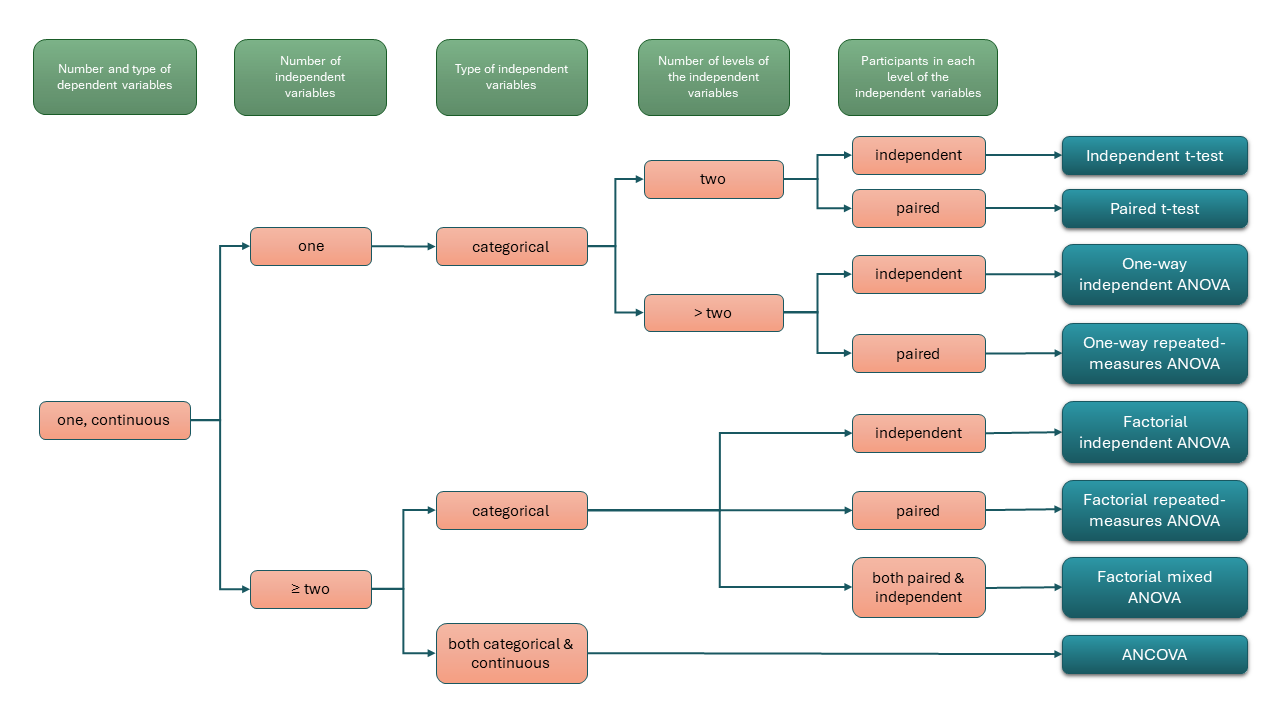 Number and type of
dependent variables
Number of
independent
variables
Type of independent
variables
Number of levels of
the independent
variables
Participants in each
level of the
independent variables
one, continuous
one
categorical
two
independent
Independent t-test
paired
Paired t-test
> two
independent
One-way
independent ANOVA
paired
One-way repeated-
measures ANOVA
≥ two
categorical
independent
Factorial
independent ANOVA
paired
Factorial repeated-
measures ANOVA
both paired &
independent
Factorial mixed
ANOVA
both categorical &
continuous
ANCOVA